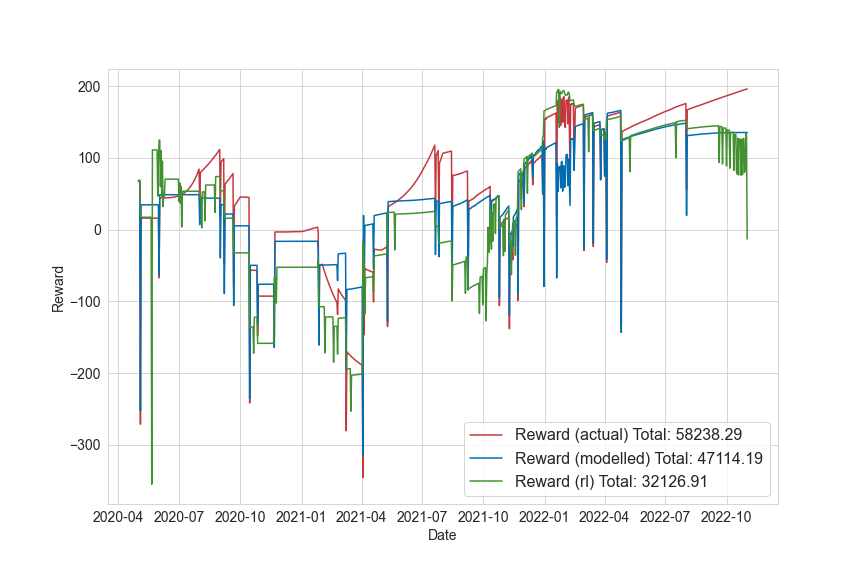 200
100
0
−100
−200
−300
Reward
Reward (actual) Total: 58238.29
Reward (modelled) Total: 47114.19
Reward (rl) Total: 32126.91
2020-04 2020-07 2020-10 2021-01 2021-04 2021-07 2021-10 2022-01 2022-04 2022-07 2022-10
Date